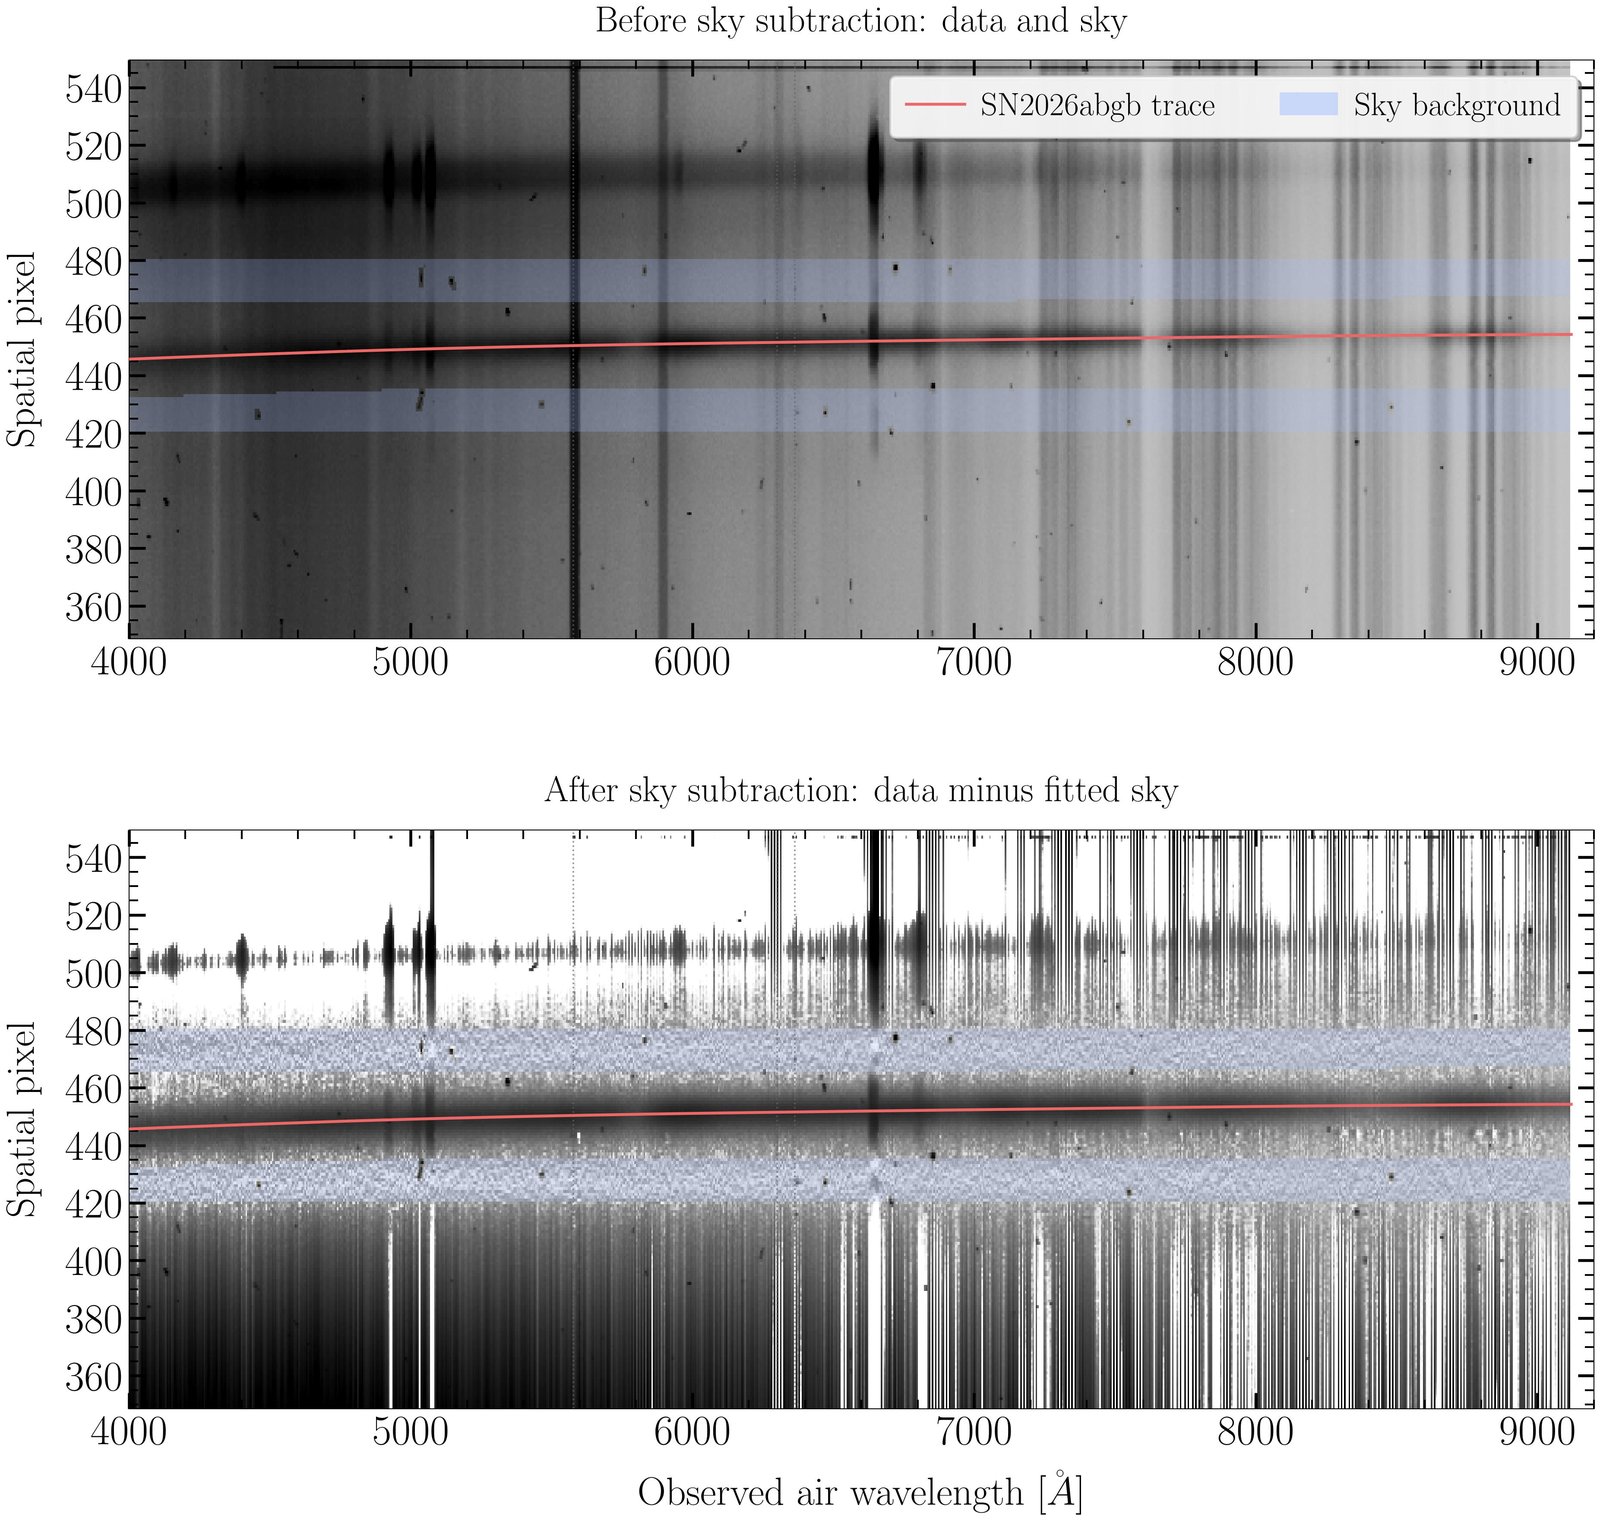 Before sky subtraction: data and sky
SN2026abgb trace
Sky background
540
520
500
480
460
440
420
400
380
360
Spatial pixel
4000 5000 6000 7000 8000 9000
After sky subtraction: data minus fitted sky
540
520
500
480
460
440
420
400
380
360
Spatial pixel
4000 5000 6000 7000 8000 9000
Observed air wavelength [Å]